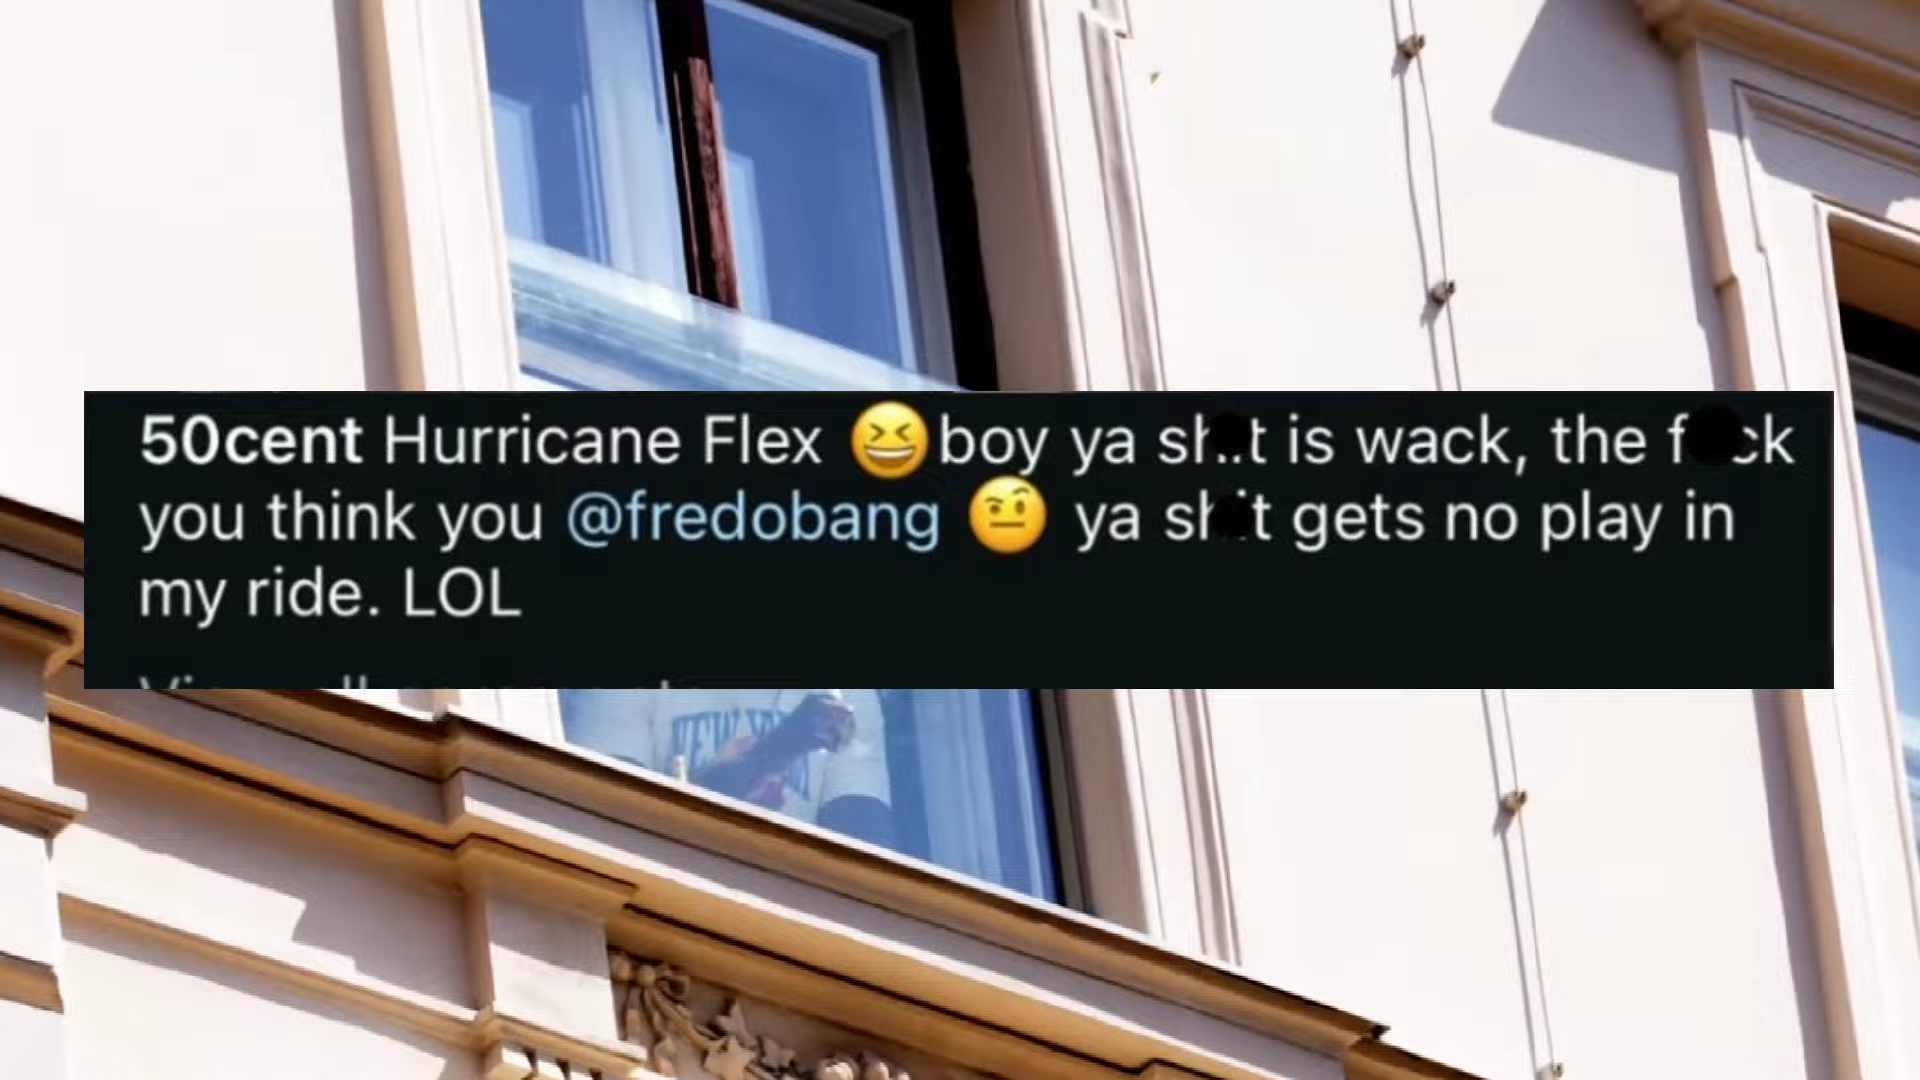 50cent Hurricane Flex 😆boy ya sh..t is wack, the f ck
you think you @fredobang 🤨 ya sh t gets no play in
my ride. LOL
NEW